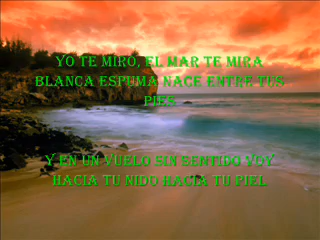 YO TE MIRO, EL MAR TE MIRA
BLANCA ESPUMA NACE ENTRE TUS
PIES
Y EN UN VUELO SIN SENTIDO VOY
HACIA TU NIDO HACIA TU PIEL